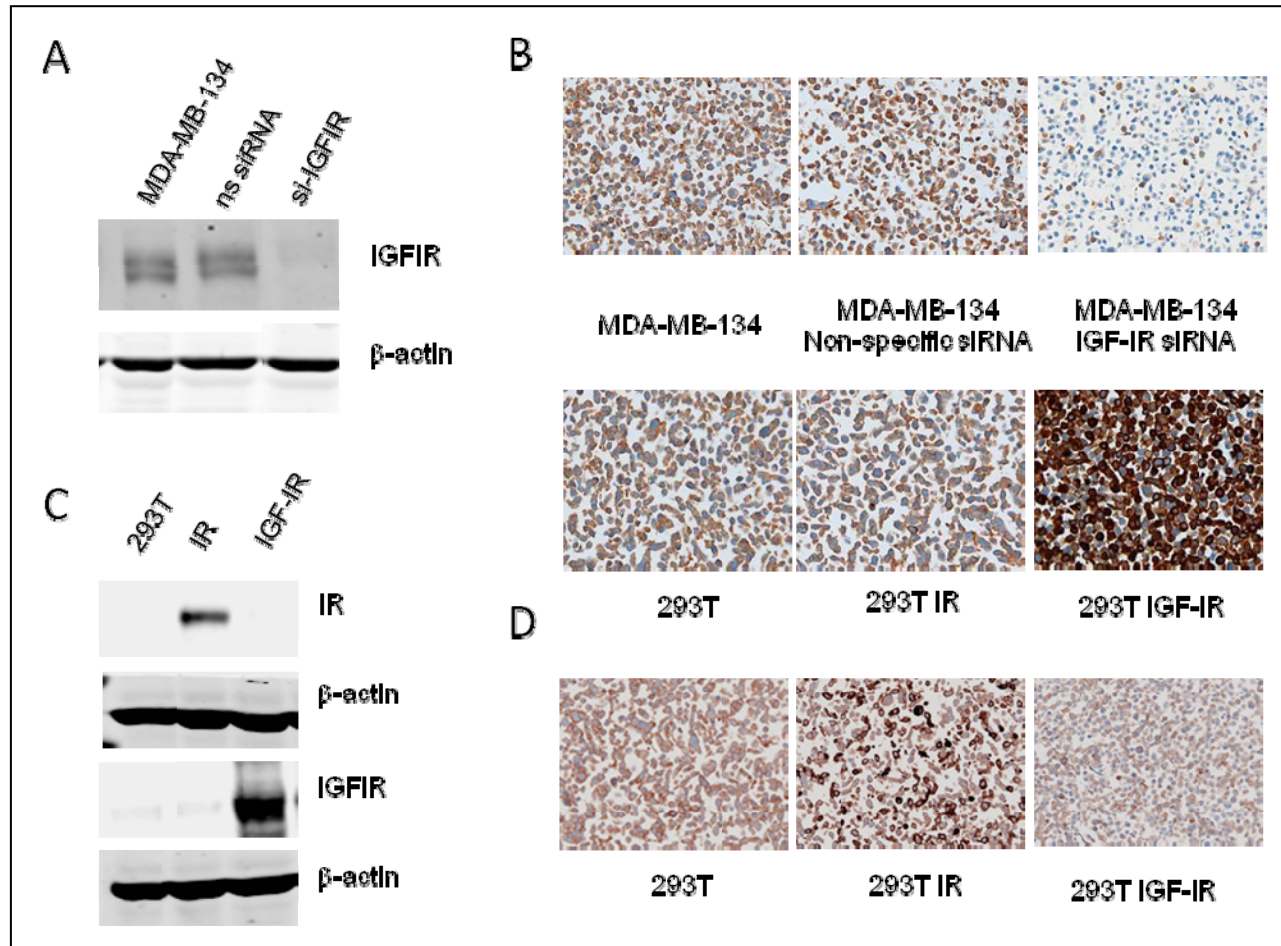 A
MDA-MB-134
ns siRNA
si-IGFIR
IGFIR
β-actin
B
MDA-MB-134
MDA-MB-134
Non-specific siRNA
MDA-MB-134
IGF-IR siRNA
293T
293T IR
293T IGF-IR
C
293T
IR
IGF-IR
IR
β-actin
IGFIR
β-actin
D
293T
293T IR
293T IGF-IR